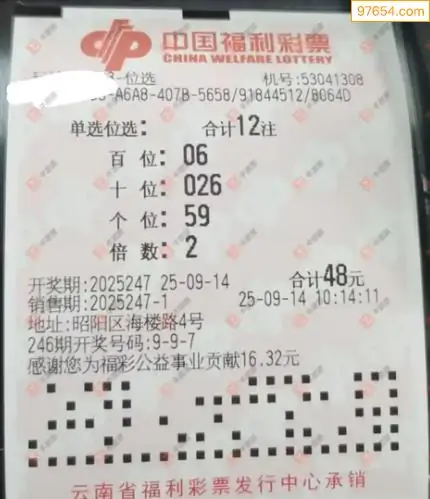 97654.com
中国福利彩票
CHINA WELFARE LOTTERY
-位选 机号:53041308
-A6A8-407B-5658/91844512/8064D
单选位选: 合计12注
百位: 06
十位: 026
个位: 59
倍数: 2
开奖期:2025247 25-09-14 合计48元
销售期:2025247-1 25-09-14 10:14:11
地址:昭阳区海楼路4号
246期开奖号码:9-9-7
感谢您为福彩公益事业贡献16.32元
云南省福利彩票发行中心承销